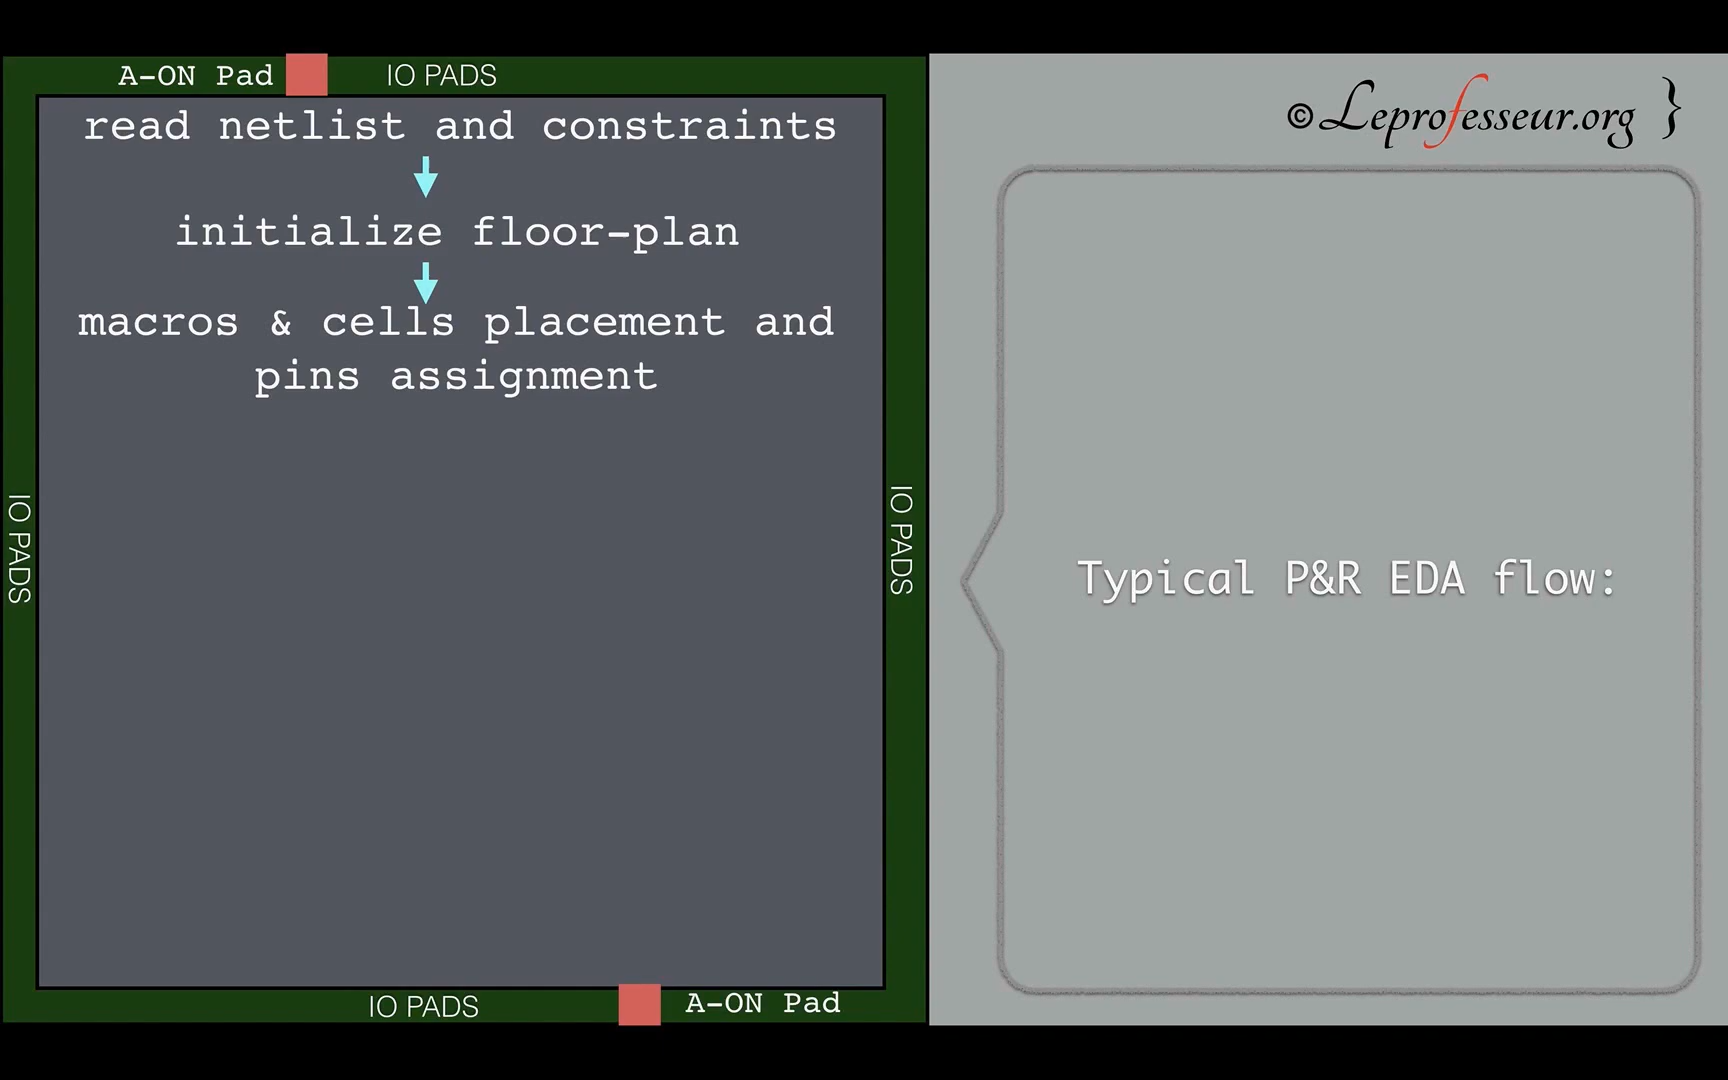 A-ON Pad
IO PADS
©Leprofesseur.org }
read netlist and constraints
initialize floor-plan
macros & cells placement and
pins assignment
IO PADS
IO PADS
Typical P&R EDA flow:
IO PADS
A-ON Pad